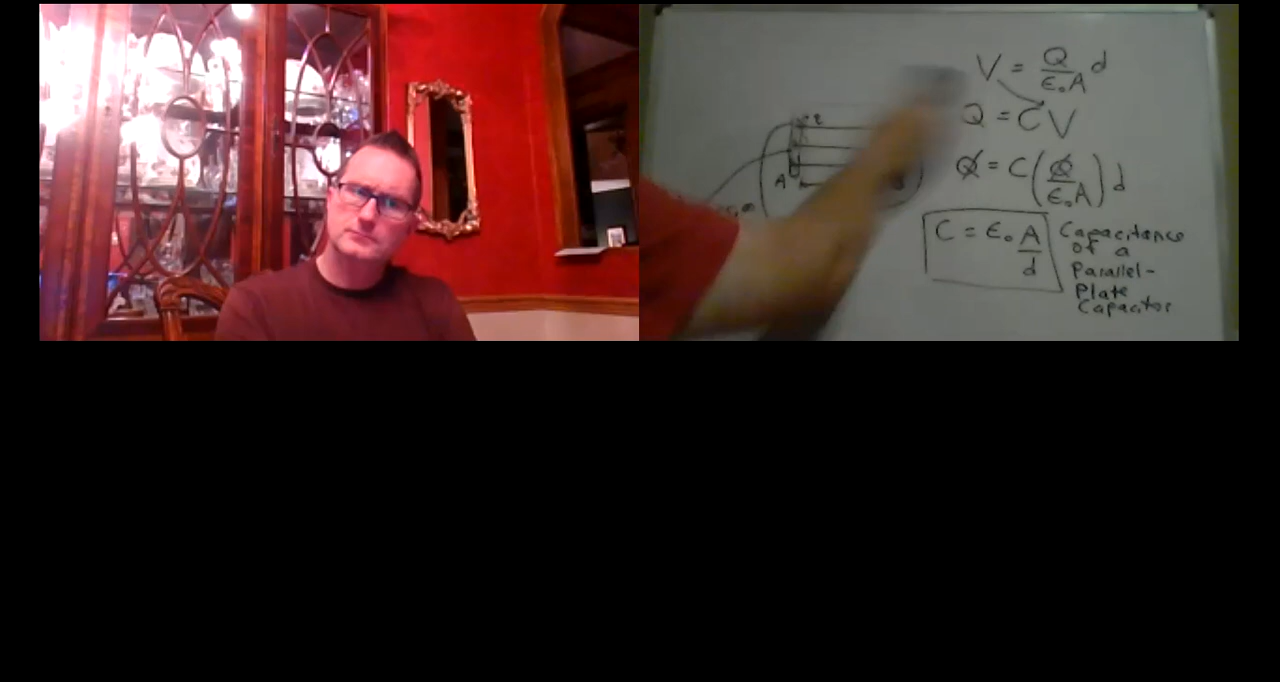 V = Q/ε₀A d
Q = CV
Q = C(Q/ε₀A) d
C = ε₀ A/d
Capacitance
of a
Parallel-
Plate
Capacitor
A